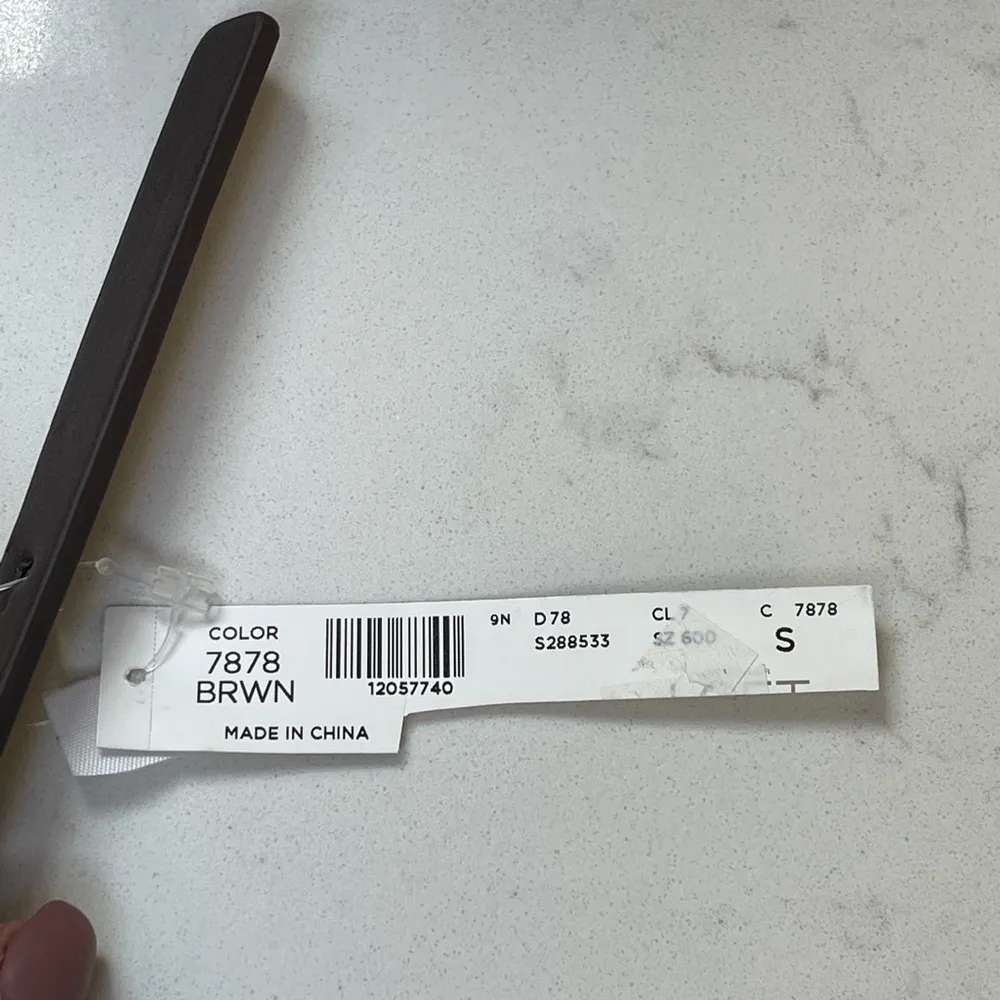 COLOR
7878
BRWN
MADE IN CHINA
12057740
9N D78 CL 7 C 7878
S288533 SZ 600 S